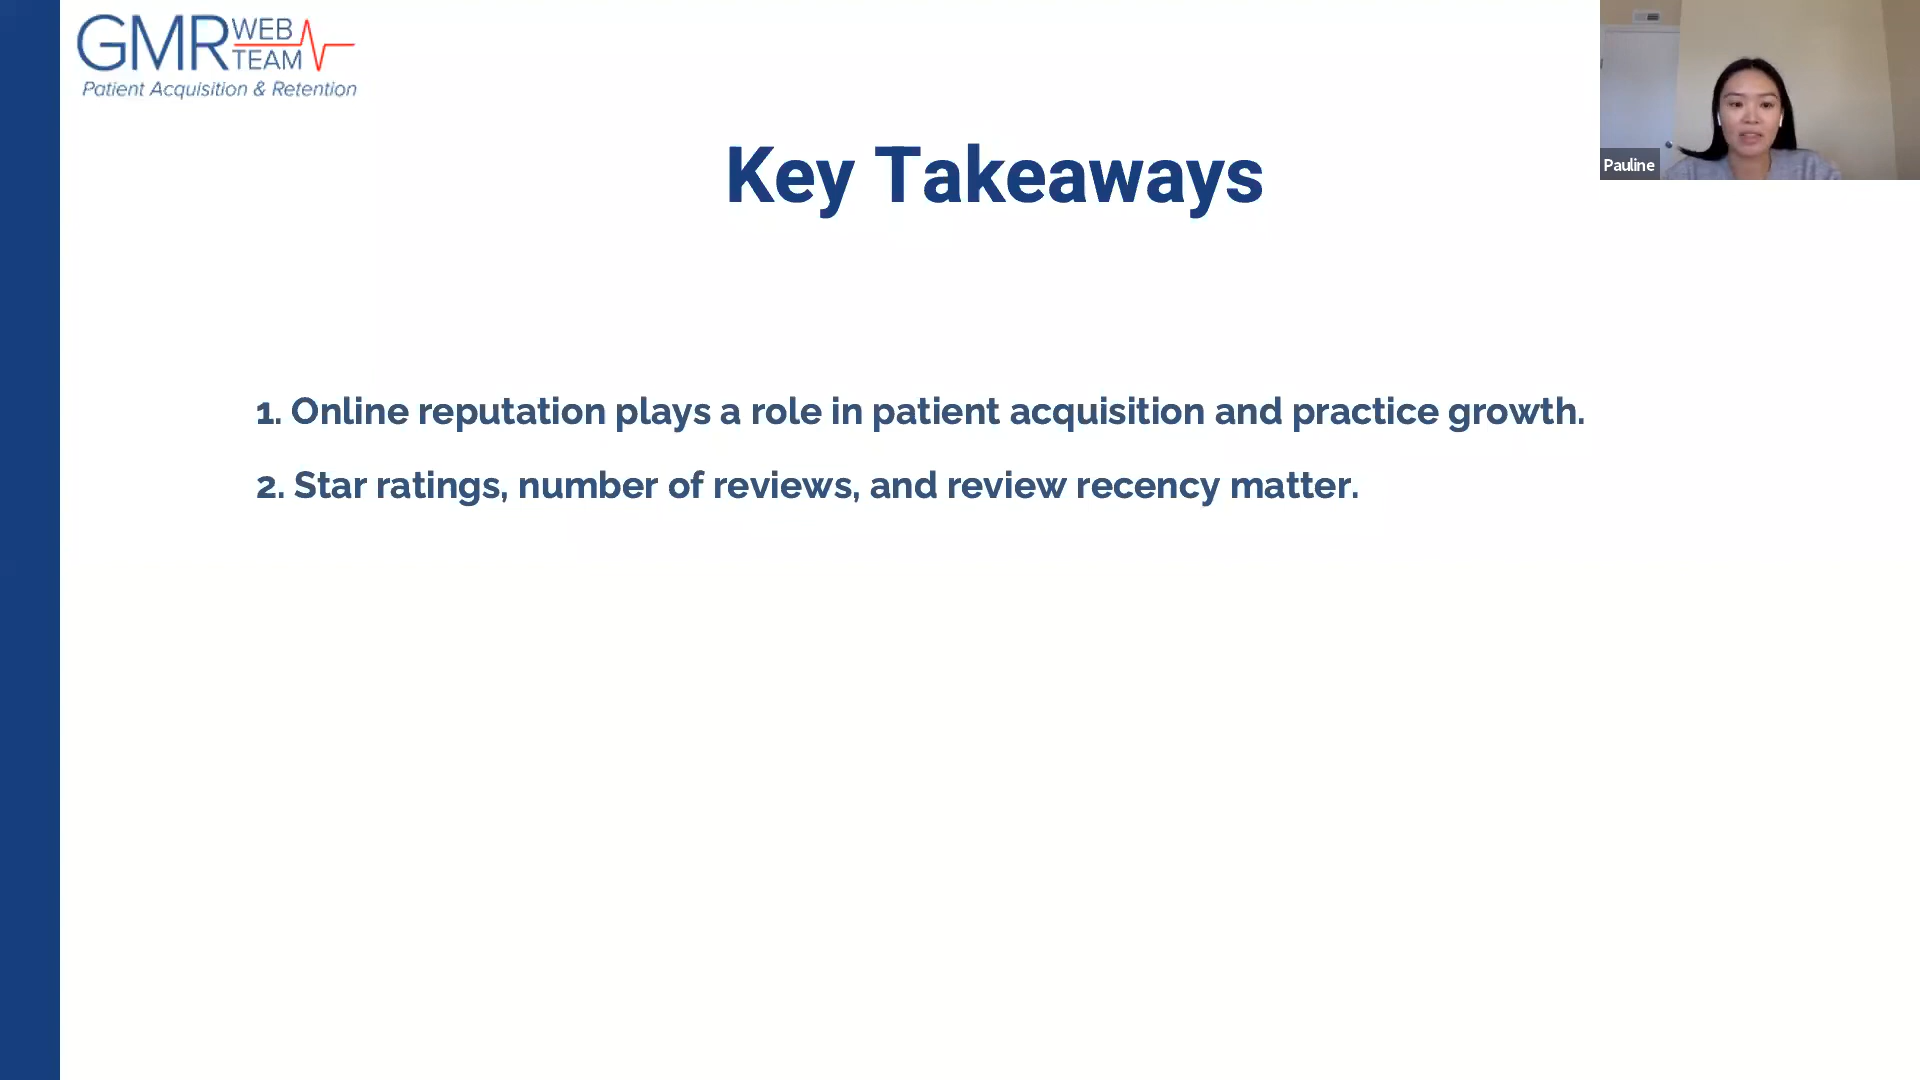 GMR WEB TEAM
Patient Acquisition & Retention
Pauline
Key Takeaways
1. Online reputation plays a role in patient acquisition and practice growth.
2. Star ratings, number of reviews, and review recency matter.